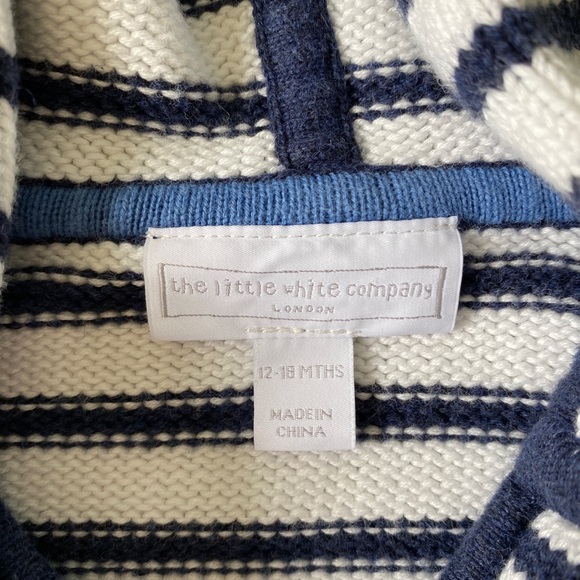 the little white company
LONDON
12-18 MTHS
MADE IN
CHINA